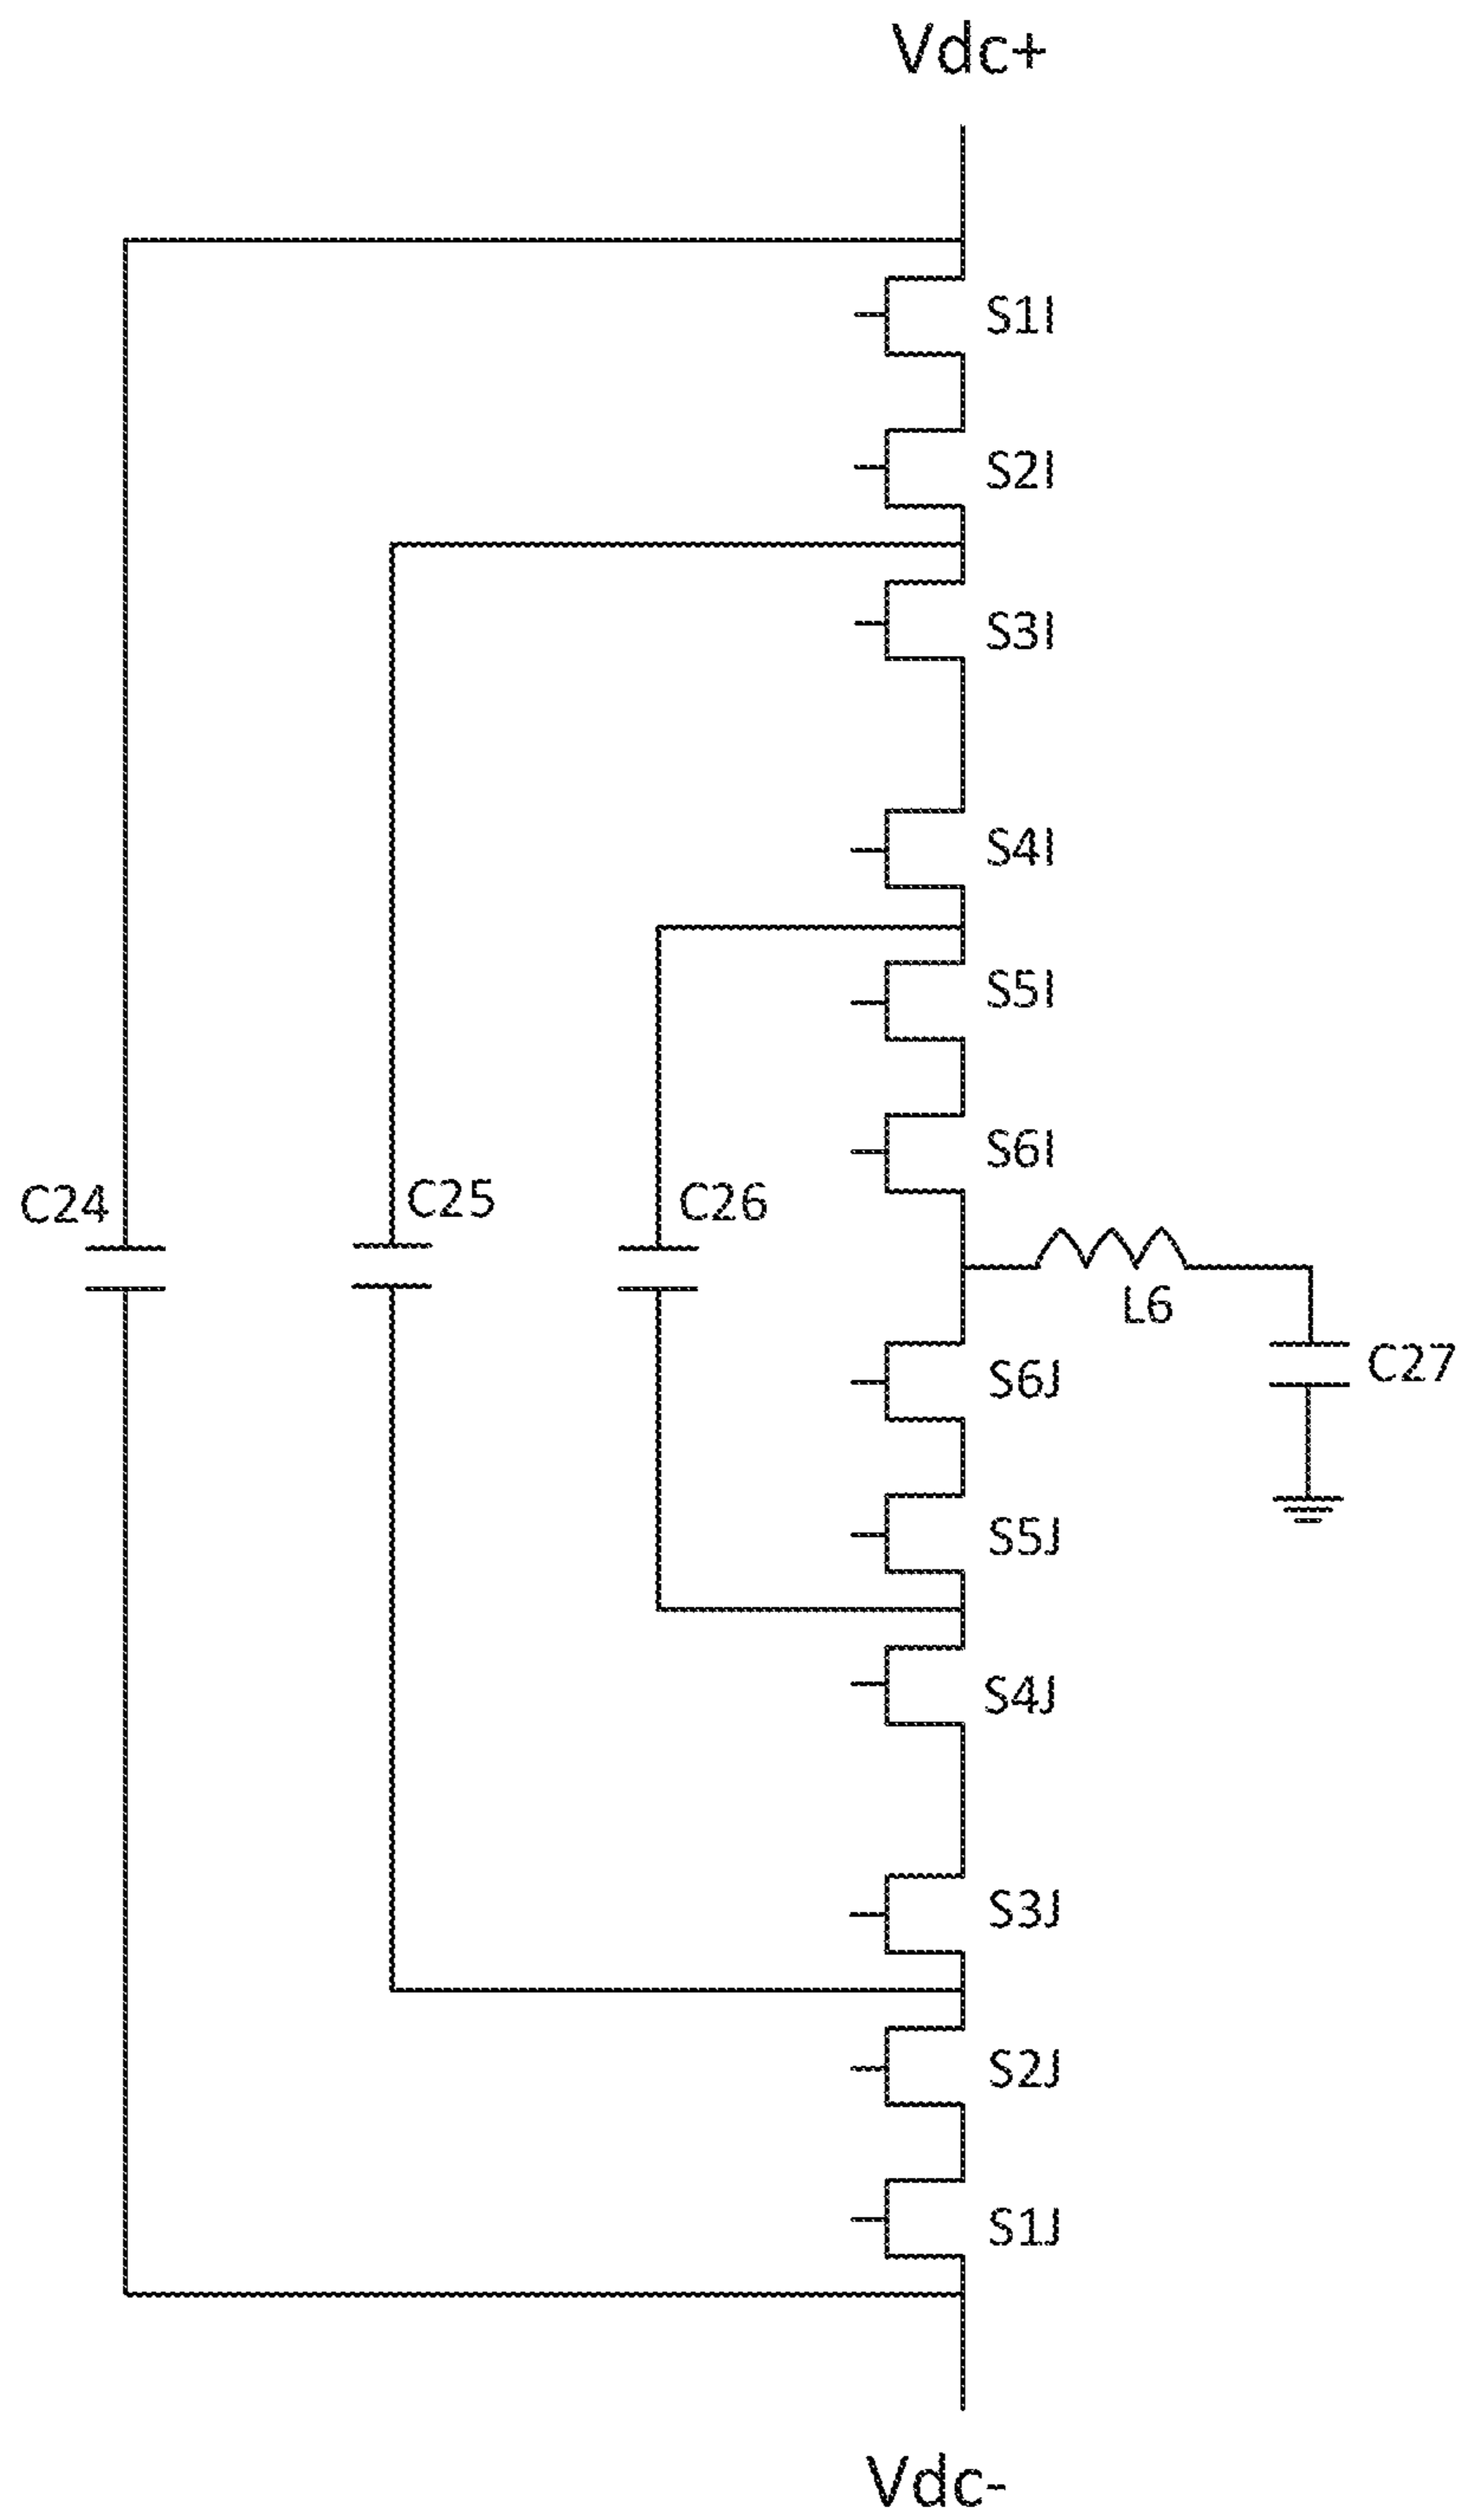 Vdc+
S1I
S2I
S3I
S4I
S5I
S6I
C24
C25
C26
L6
C27
S6J
S5J
S4J
S3J
S2J
S1J
Vdc-